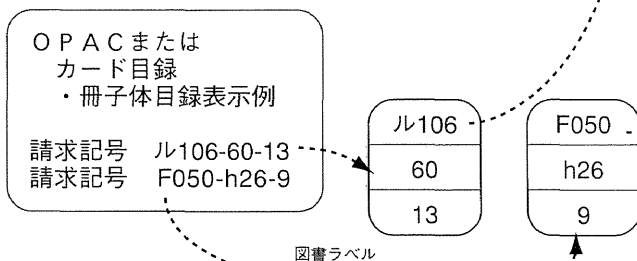 ＯＰＡＣまたは
カード目録
・冊子体目録表示例
請求記号　ル106-60-13
請求記号　F050-h26-9
ル106
60
13
F050
h26
9
図書ラベル